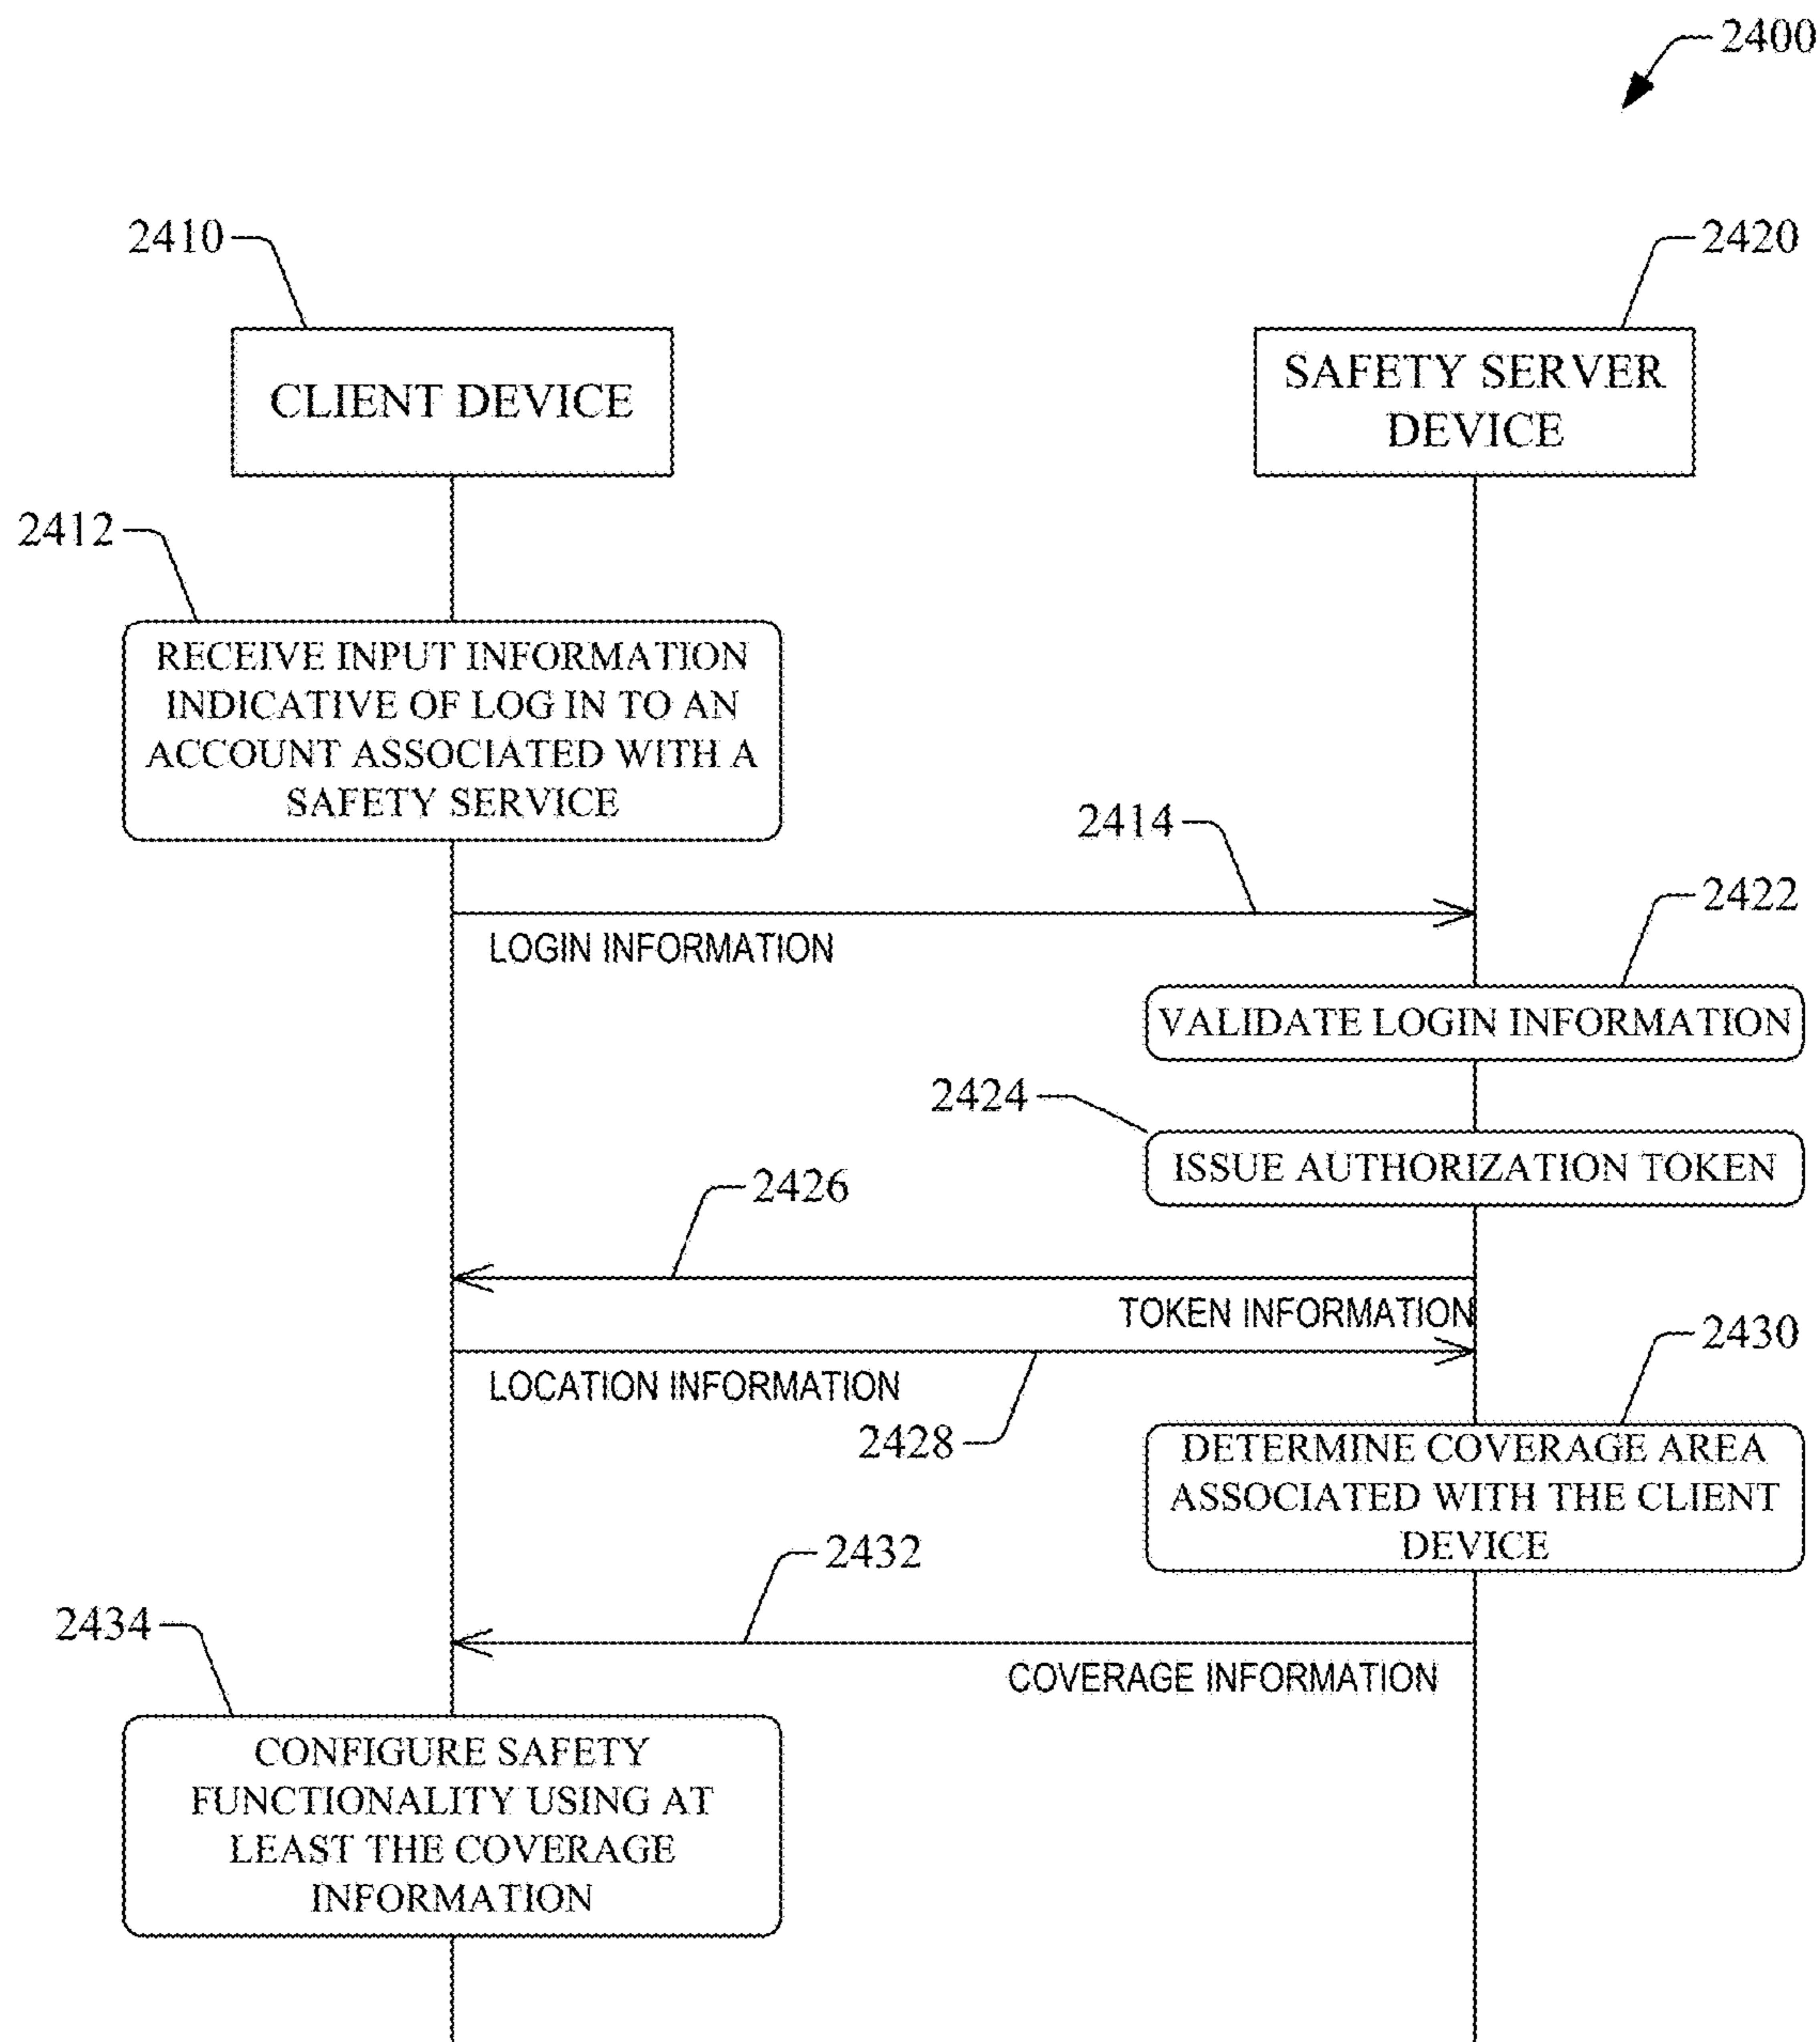 2400
2410
2420
CLIENT DEVICE
SAFETY SERVER
DEVICE
2412
RECEIVE INPUT INFORMATION
INDICATIVE OF LOG IN TO AN
ACCOUNT ASSOCIATED WITH A
SAFETY SERVICE
2414
LOGIN INFORMATION
2422
VALIDATE LOGIN INFORMATION
2424
ISSUE AUTHORIZATION TOKEN
2426
TOKEN INFORMATION
LOCATION INFORMATION
2428
2430
DETERMINE COVERAGE AREA
ASSOCIATED WITH THE CLIENT
DEVICE
2432
COVERAGE INFORMATION
2434
CONFIGURE SAFETY
FUNCTIONALITY USING AT
LEAST THE COVERAGE
INFORMATION